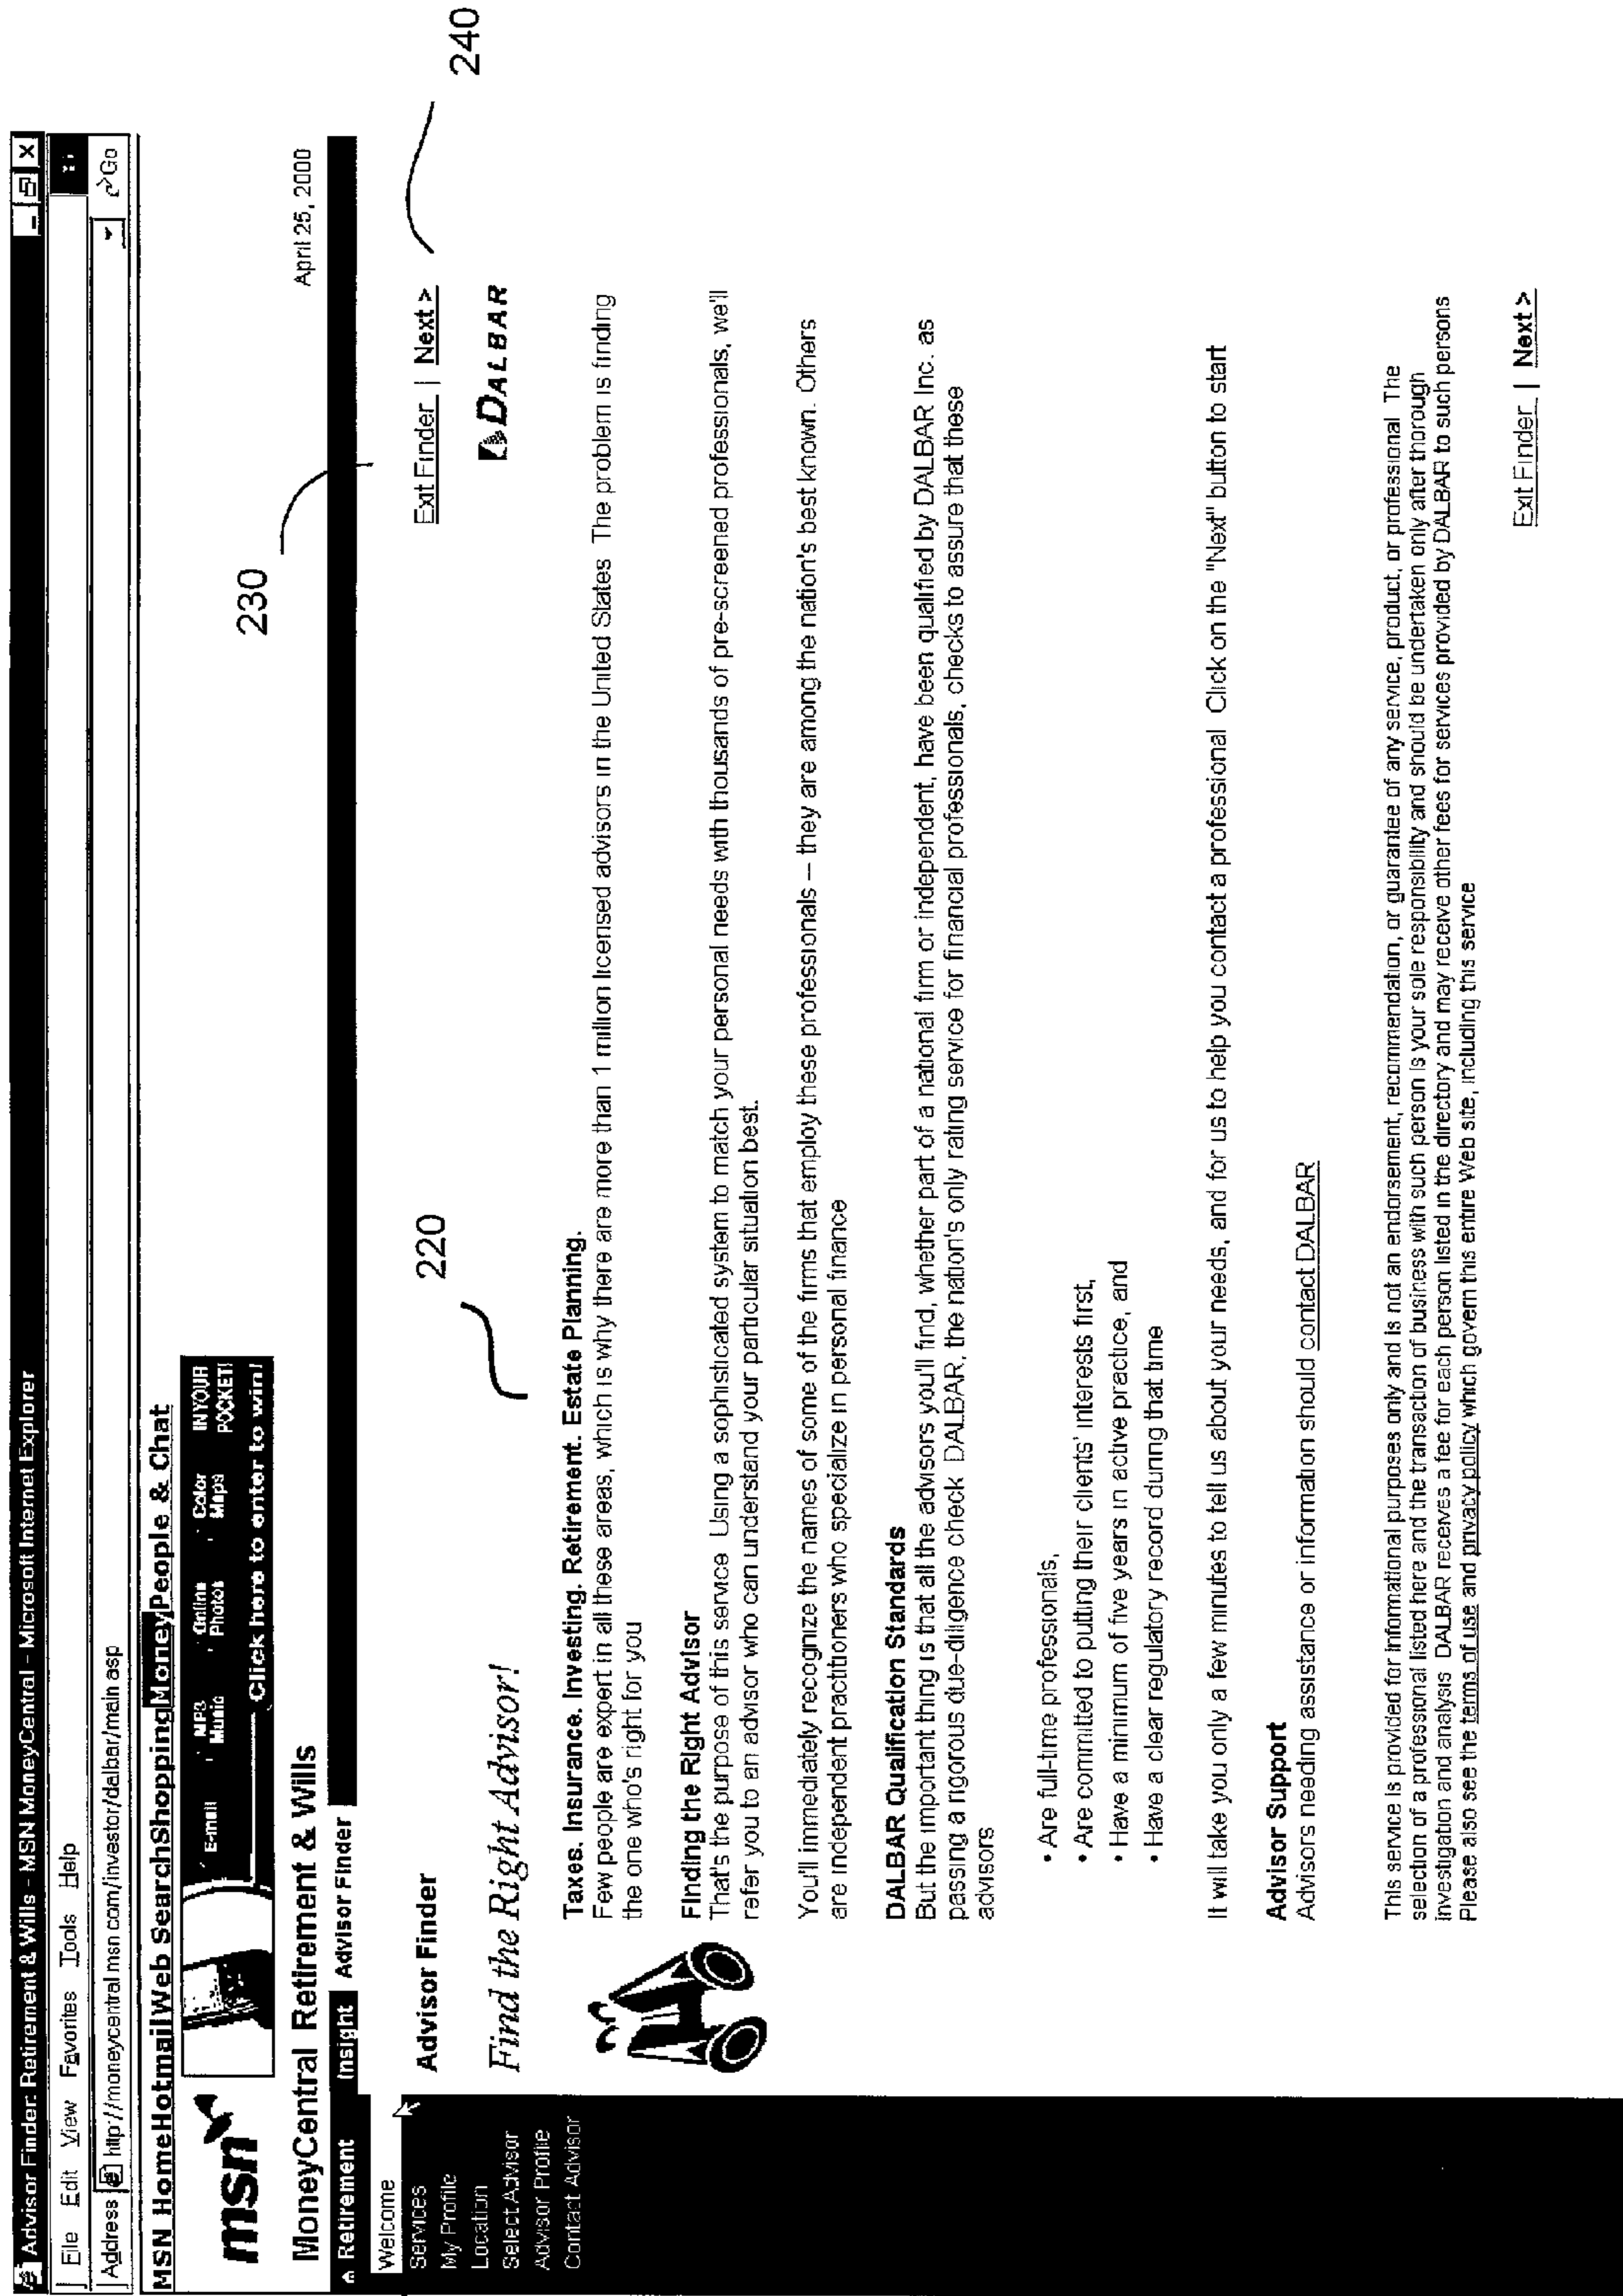 Advisor Finder: Retirement & Wills - MSN MoneyCentral - Microsoft Internet Explorer
File Edit View Favorites Tools Help
Address http://moneycentral msn com/investor/dalbar/main asp Go
MSN HomeHotmailWeb SearchShoppingMoneyPeople & Chat
msn
E-mail MP3 Music Online Photos Color Maps IN YOUR POCKET!
Click here to enter to win!
MoneyCentral Retirement & Wills
April 25, 2000
Retirement Insight Advisor Finder
230
240
220
Welcome
Services
My Profile
Location
Select Advisor
Advisor Profile
Contact Advisor
Advisor Finder
Exit Finder | Next >
Find the Right Advisor!
DALBAR
Taxes. Insurance. Investing. Retirement. Estate Planning.
Few people are expert in all these areas, which is why there are more than 1 million licensed advisors in the United States The problem is finding
the one who's right for you
Finding the Right Advisor
That's the purpose of this service Using a sophisticated system to match your personal needs with thousands of pre-screened professionals, we'll
refer you to an advisor who can understand your particular situation best.
You'll immediately recognize the names of some of the firms that employ these professionals -- they are among the nation's best known. Others
are independent practitioners who specialize in personal finance
DALBAR Qualification Standards
But the important thing is that all the advisors you'll find, whether part of a national firm or independent, have been qualified by DALBAR Inc. as
passing a rigorous due-diligence check DALBAR, the nation's only rating service for financial professionals, checks to assure that these
advisors
• Are full-time professionals,
• Are committed to putting their clients' interests first,
• Have a minimum of five years in active practice, and
• Have a clear regulatory record during that time
It will take you only a few minutes to tell us about your needs, and for us to help you contact a professional Click on the "Next" button to start
Advisor Support
Advisors needing assistance or information should contact DALBAR
This service is provided for informational purposes only and is not an endorsement, recommendation, or guarantee of any service, product, or professional The
selection of a professional listed here and the transaction of business with such person is your sole responsibility and should be undertaken only after thorough
investigation and analysis DALBAR receives a fee for each person listed in the directory and may receive other fees for services provided by DALBAR to such persons
Please also see the terms of use and privacy policy which govern this entire Web site, including this service
Exit Finder | Next >